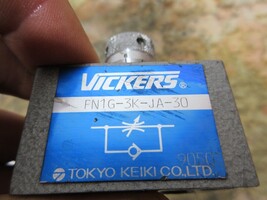 VICKERS®
FN1G-3K-JA-30
TOKYO KEIKI CO., LTD.